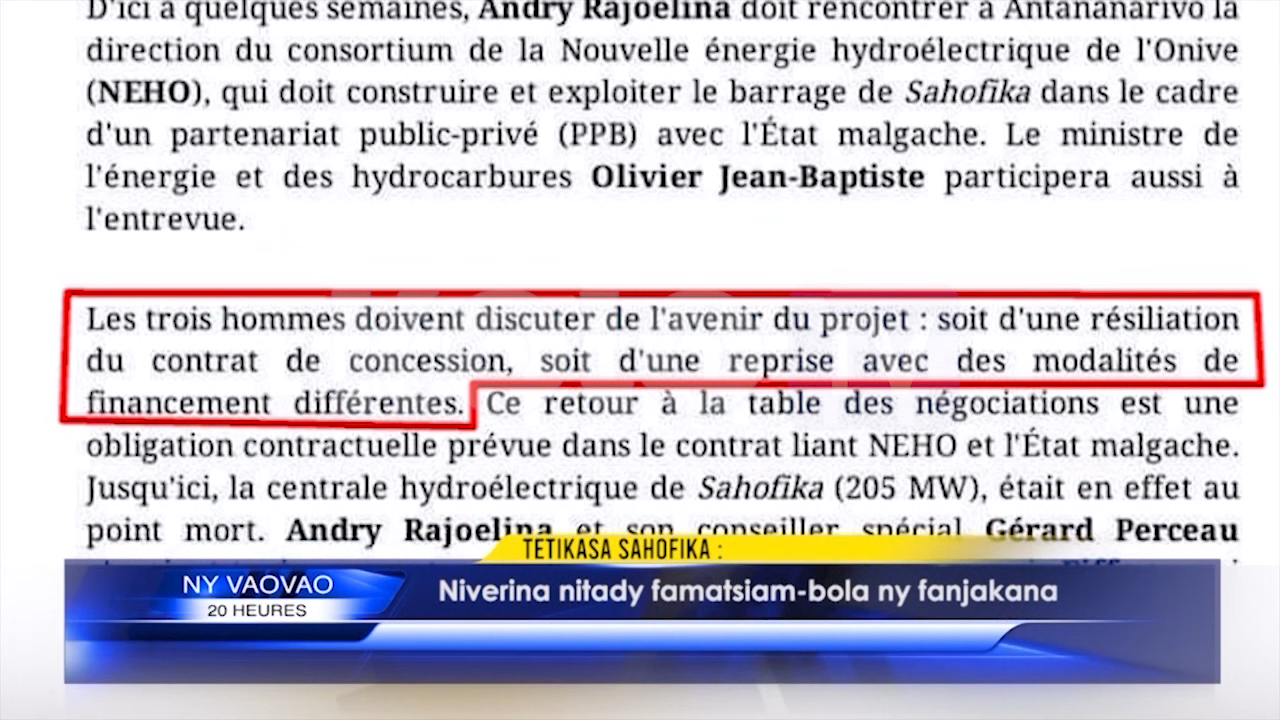 D'ici à quelques semaines, Andry Rajoelina doit rencontrer à Antananarivo la
direction du consortium de la Nouvelle énergie hydroélectrique de l'Onive
(NEHO), qui doit construire et exploiter le barrage de Sahofika dans le cadre
d'un partenariat public-privé (PPB) avec l'État malgache. Le ministre de
l'énergie et des hydrocarbures Olivier Jean-Baptiste participera aussi à
l'entrevue.
Les trois hommes doivent discuter de l'avenir du projet : soit d'une résiliation
du contrat de concession, soit d'une reprise avec des modalités de
financement différentes. Ce retour à la table des négociations est une
obligation contractuelle prévue dans le contrat liant NEHO et l'État malgache.
Jusqu'ici, la centrale hydroélectrique de Sahofika (205 MW), était en effet au
point mort. Andry Rajoelina et son conseiller spécial Gérard Perceau
TETIKASA SAHOFIKA :
NY VAOVAO
20 HEURES
Niverina nitady famatsiam-bola ny fanjakana